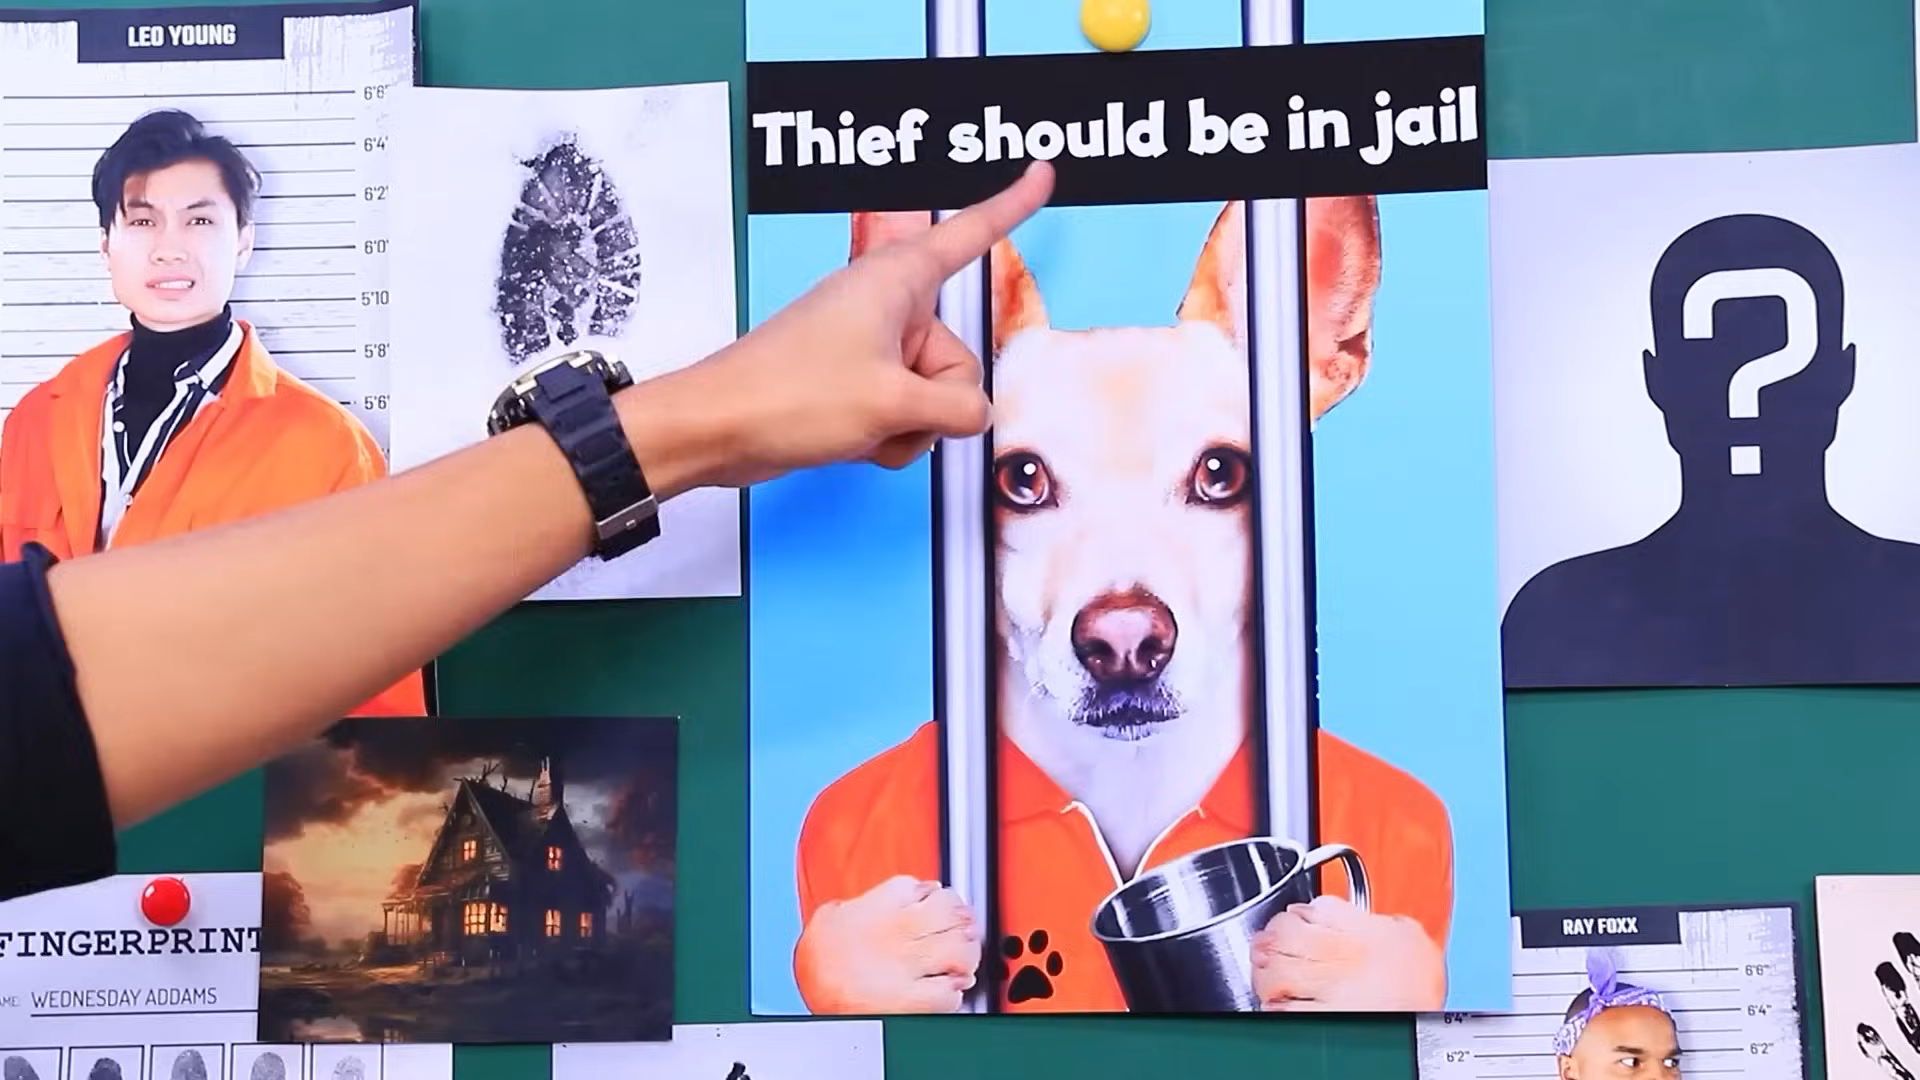 LEO YOUNG
6'6"
6'4"
6'2"
6'0"
5'10
5'8"
5'6"
Thief should be in jail
?
FINGERPRINT
AME: WEDNESDAY ADDAMS
RAY FOXX
6'6"
6'4"
6'4"
6'2"
6'2"